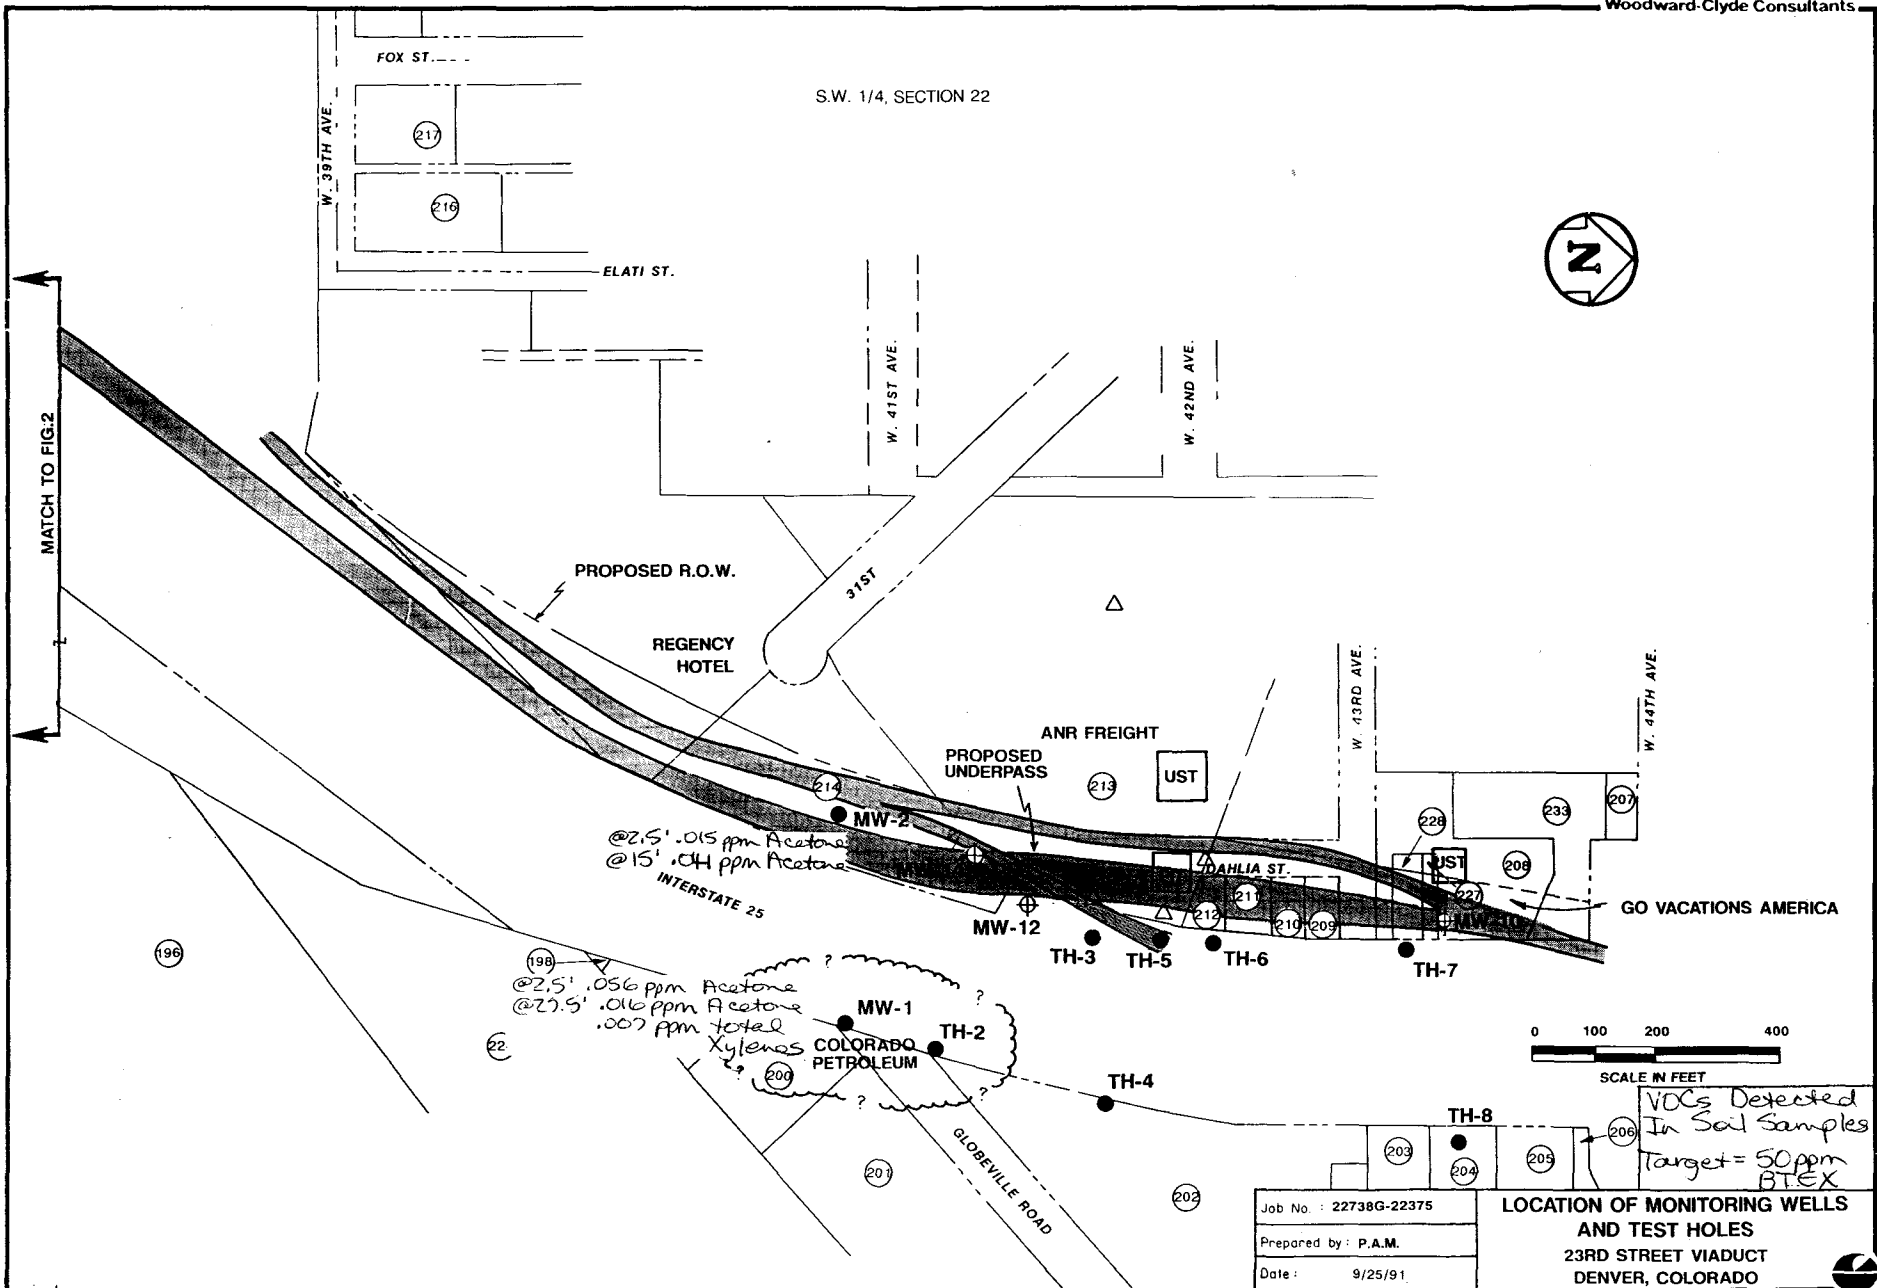 Woodward-Clyde Consultants
FOX ST.
S.W. 1/4, SECTION 22
W. 39TH AVE.
217
216
N
ELATI ST.
MATCH TO FIG.2
W. 41ST AVE.
W. 42ND AVE.
PROPOSED R.O.W.
31ST
REGENCY
HOTEL
W. 43RD AVE.
W. 44TH AVE.
ANR FREIGHT
PROPOSED
UNDERPASS
213
UST
214
MW-2
228
233
207
@2.5' .015 ppm Acetone
@15' .041 ppm Acetone
INTERSTATE 25
DAHLIA ST.
UST
208
227
211
212
210
209
MW-10
GO VACATIONS AMERICA
MW-12
TH-3
TH-5
TH-6
TH-7
196
198
@2.5' .056 ppm Acetone
@27.5' .016 ppm Acetone
.007 ppm total
Xylenes
?
?
MW-1
TH-2
22
COLORADO
PETROLEUM
200
?
?
?
TH-4
0 100 200 400
SCALE IN FEET
GLOBEVILLE ROAD
201
202
TH-8
203
204
205
206
VOCs Detected
In Soil Samples
Target = 50 ppm
BTEX
Job No. : 22738G-22375
Prepared by : P.A.M.
Date : 9/25/91
LOCATION OF MONITORING WELLS
AND TEST HOLES
23RD STREET VIADUCT
DENVER, COLORADO